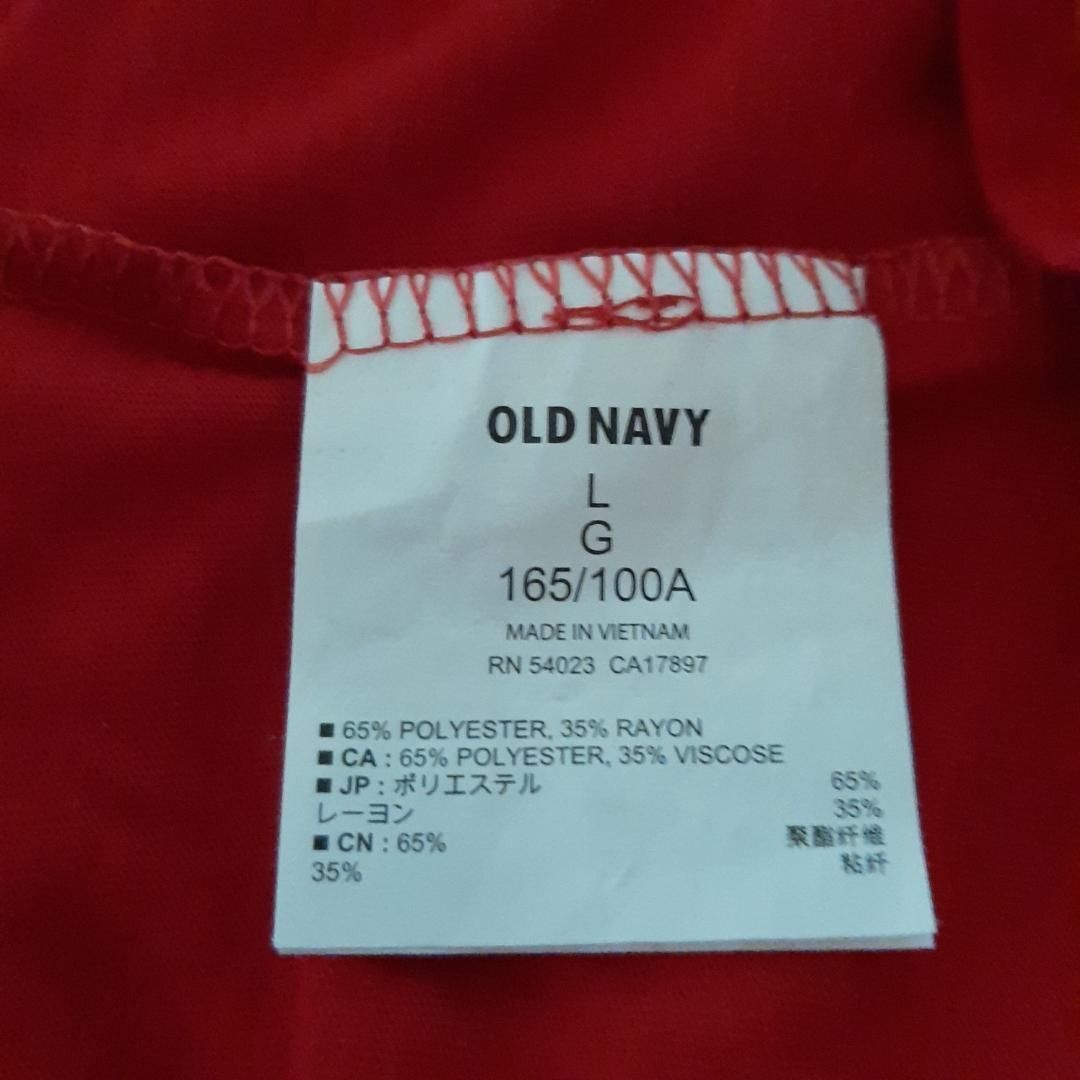 OLD NAVY
L
G
165/100A
MADE IN VIETNAM
RN 54023 CA17897
■ 65% POLYESTER, 35% RAYON
■ CA : 65% POLYESTER, 35% VISCOSE
■ JP : ポリエステル 65%
レーヨン 35%
■ CN : 65% 聚酯纤维
35% 粘纤